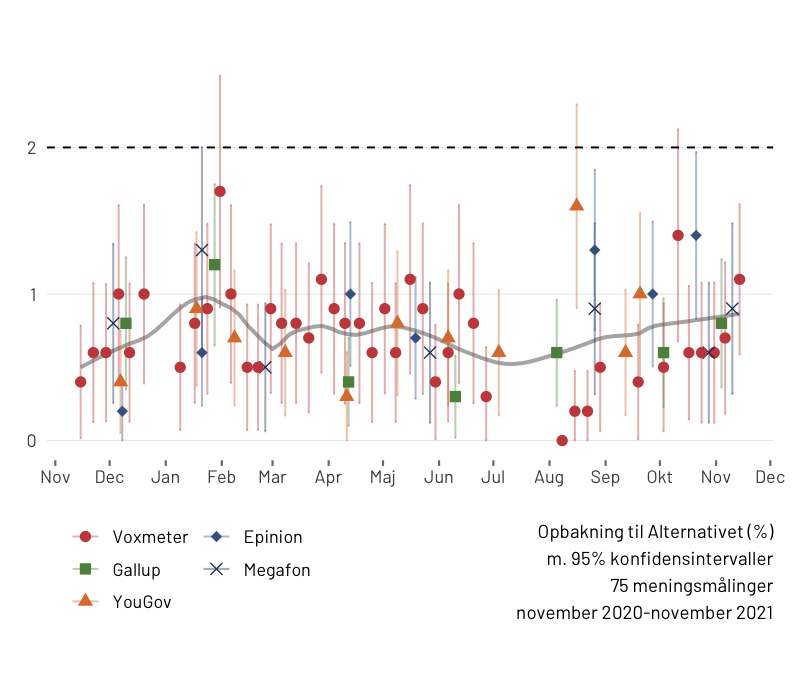 2
1
0
Nov Dec Jan Feb Mar Apr Maj Jun Jul Aug Sep Okt Nov Dec
Voxmeter Epinion
Gallup Megafon
YouGov
Opbakning til Alternativet (%)
m. 95% konfidensintervaller
75 meningsmålinger
november 2020-november 2021